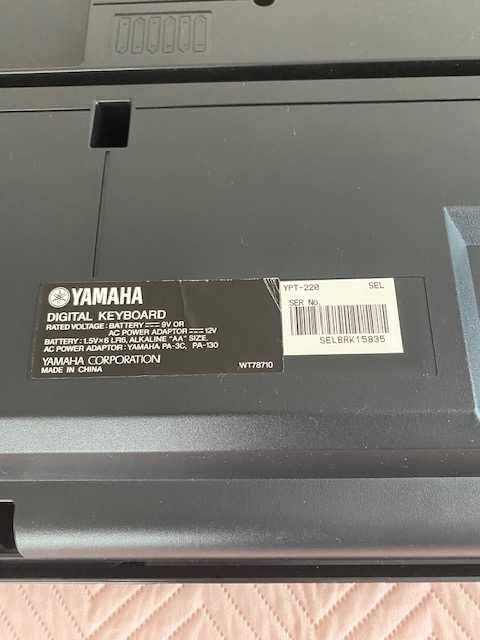 YAMAHA
DIGITAL KEYBOARD
RATED VOLTAGE : BATTERY ⎓ 9V OR
AC POWER ADAPTOR ⎓ 12V
BATTERY : 1.5V×6 LR6, ALKALINE "AA" SIZE.
AC POWER ADAPTOR : YAMAHA PA-3C, PA-130
YAMAHA CORPORATION
MADE IN CHINA
WT78710
YPT-220 SEL
SER No.
SELBRK15835